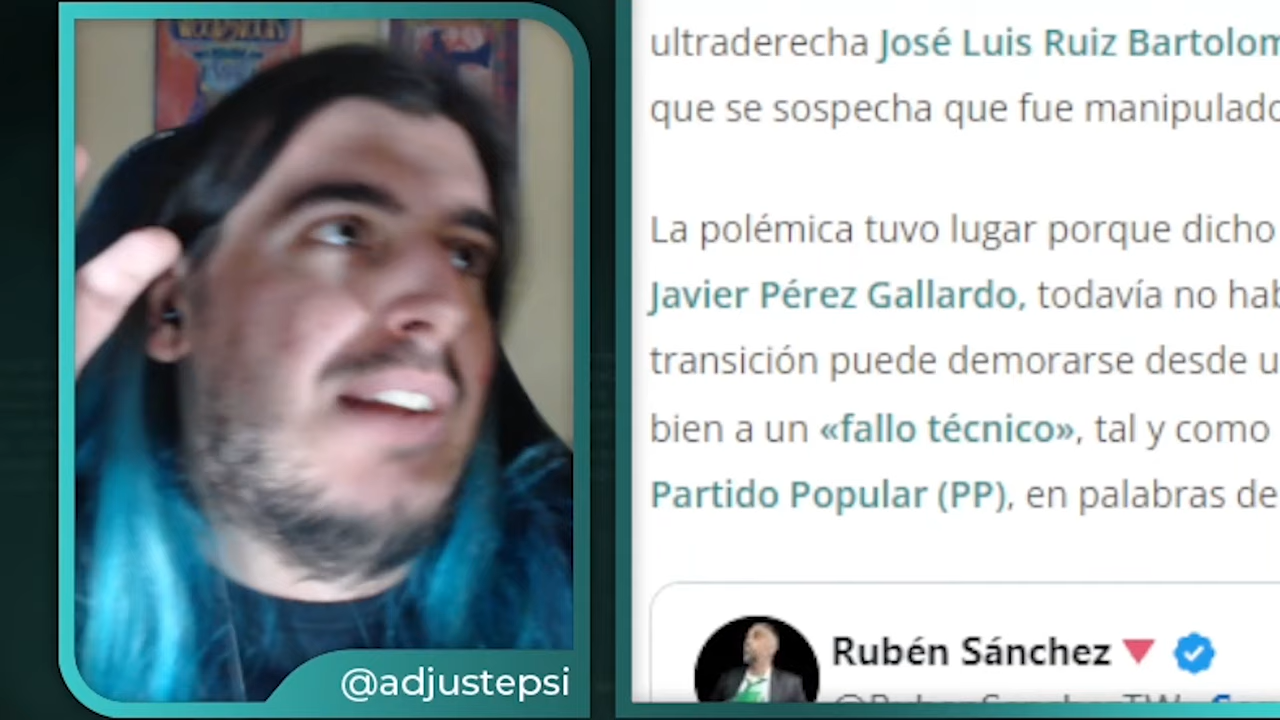 @adjustepsi
ultraderecha José Luis Ruiz Bartolom
que se sospecha que fue manipulado
La polémica tuvo lugar porque dicho
Javier Pérez Gallardo, todavía no hab
transición puede demorarse desde u
bien a un «fallo técnico», tal y como
Partido Popular (PP), en palabras de
Rubén Sánchez